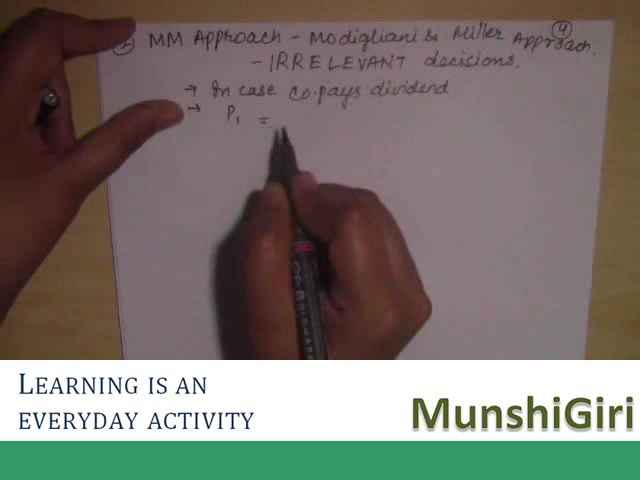 MM Approach - Modigliani & Miller Approach. 4
- IRRELEVANT decisions.
→ In case Co. pays dividend
→ P1 =
LEARNING IS AN
EVERYDAY ACTIVITY
MunshiGiri